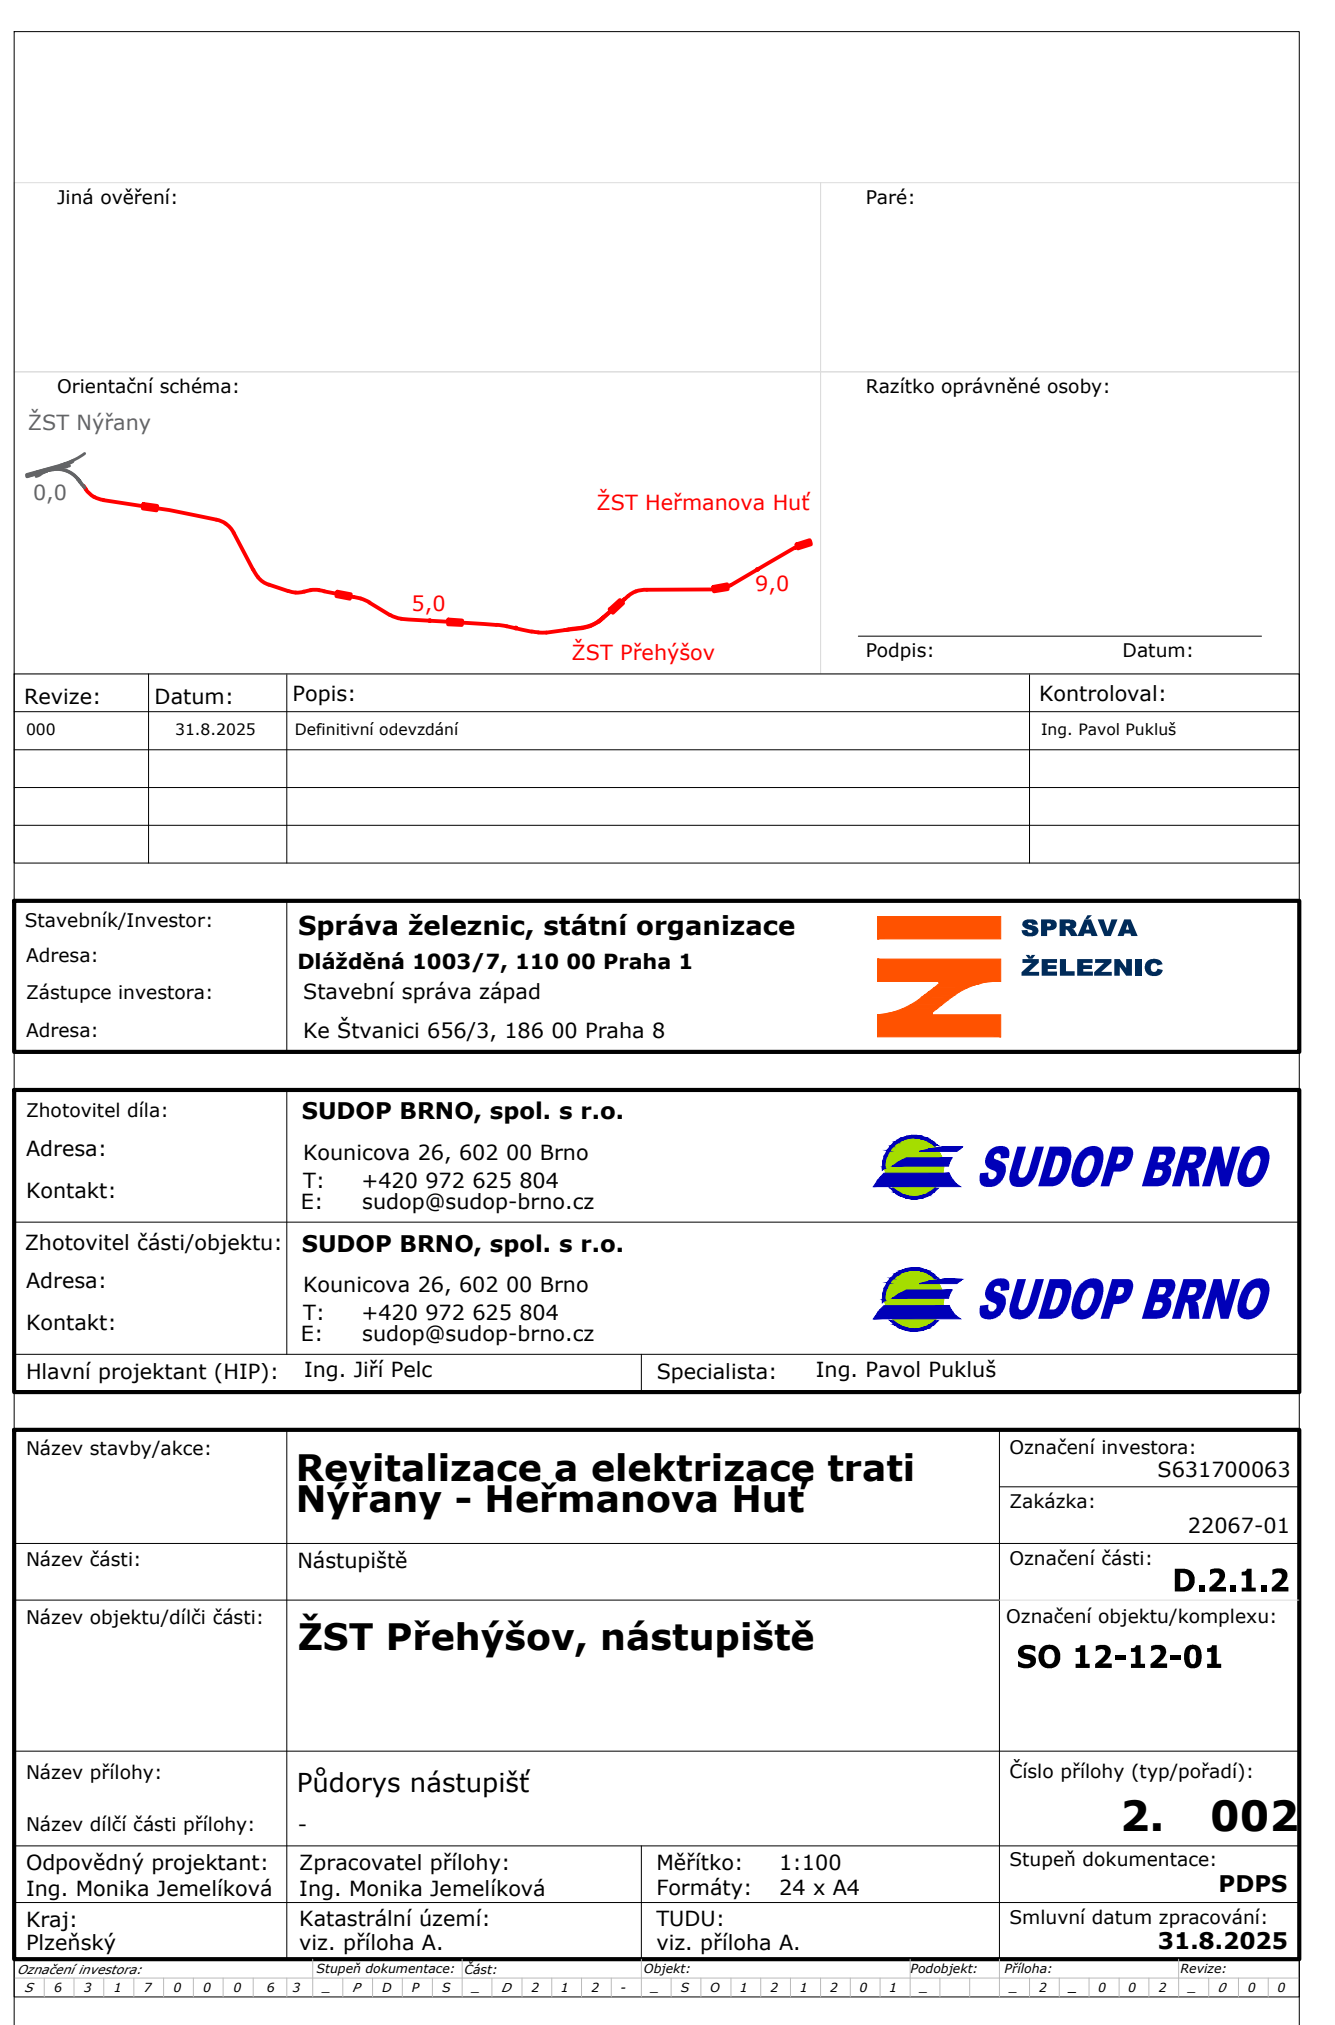 Jiná ověření:
Paré:
Orientační schéma:
Razítko oprávněné osoby:
ŽST Nýřany
0,0
ŽST Heřmanova Huť
9,0
5,0
ŽST Přehýšov
Podpis: Datum:
Revize: Datum: Popis: Kontroloval:
000 31.8.2025 Definitivní odevzdání Ing. Pavol Pukluš
Stavebník/Investor: Správa železnic, státní organizace
Adresa: Dlážděná 1003/7, 110 00 Praha 1
Zástupce investora: Stavební správa západ
Adresa: Ke Štvanici 656/3, 186 00 Praha 8
SPRÁVA
ŽELEZNIC
Zhotovitel díla: SUDOP BRNO, spol. s r.o.
Adresa: Kounicova 26, 602 00 Brno
Kontakt: T: +420 972 625 804
E: sudop@sudop-brno.cz
SUDOP BRNO
Zhotovitel části/objektu: SUDOP BRNO, spol. s r.o.
Adresa: Kounicova 26, 602 00 Brno
Kontakt: T: +420 972 625 804
E: sudop@sudop-brno.cz
SUDOP BRNO
Hlavní projektant (HIP): Ing. Jiří Pelc Specialista: Ing. Pavol Pukluš
Název stavby/akce: Revitalizace a elektrizace trati
Nýřany - Heřmanova Huť
Označení investora:
S631700063
Zakázka:
22067-01
Název části: Nástupiště
Označení části:
D.2.1.2
Název objektu/dílči části: ŽST Přehýšov, nástupiště
Označení objektu/komplexu:
SO 12-12-01
Název přílohy: Půdorys nástupišť
Název dílčí části přílohy: -
Číslo přílohy (typ/pořadí):
2. 002
Odpovědný projektant: Zpracovatel přílohy: Měřítko: 1:100 Stupeň dokumentace:
Ing. Monika Jemelíková Ing. Monika Jemelíková Formáty: 24 x A4 PDPS
Kraj: Katastrální území: TUDU: Smluvní datum zpracování:
Plzeňský viz. příloha A. viz. příloha A. 31.8.2025
Označení investora: Stupeň dokumentace: Část: Objekt: Podobjekt: Příloha: Revize:
S 6 3 1 7 0 0 0 6 3 _ P D P S _ D 2 1 2 - _ S O 1 2 1 2 0 1 _ _ 2 _ 0 0 2 _ 0 0 0